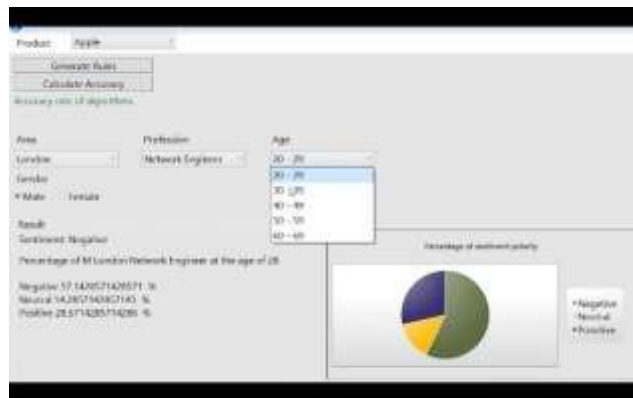 Product Apple
Generate Rules
Calculate Accuracy
Accuracy rate of algorithms
Area Profession Age
London Network Engineer 20 - 29
20 - 29
30 - 39
40 - 49
50 - 59
60 - 69
Gender
Male Female
Result
Sentiment Negative
Percentage of M London Network Engineer at the age of 28
Negative 57.1428571428571 %
Neutral 14.2857142857143 %
Positive 28.5714285714286 %
Percentage of sentiment polarity
Negative
Neutral
Positive